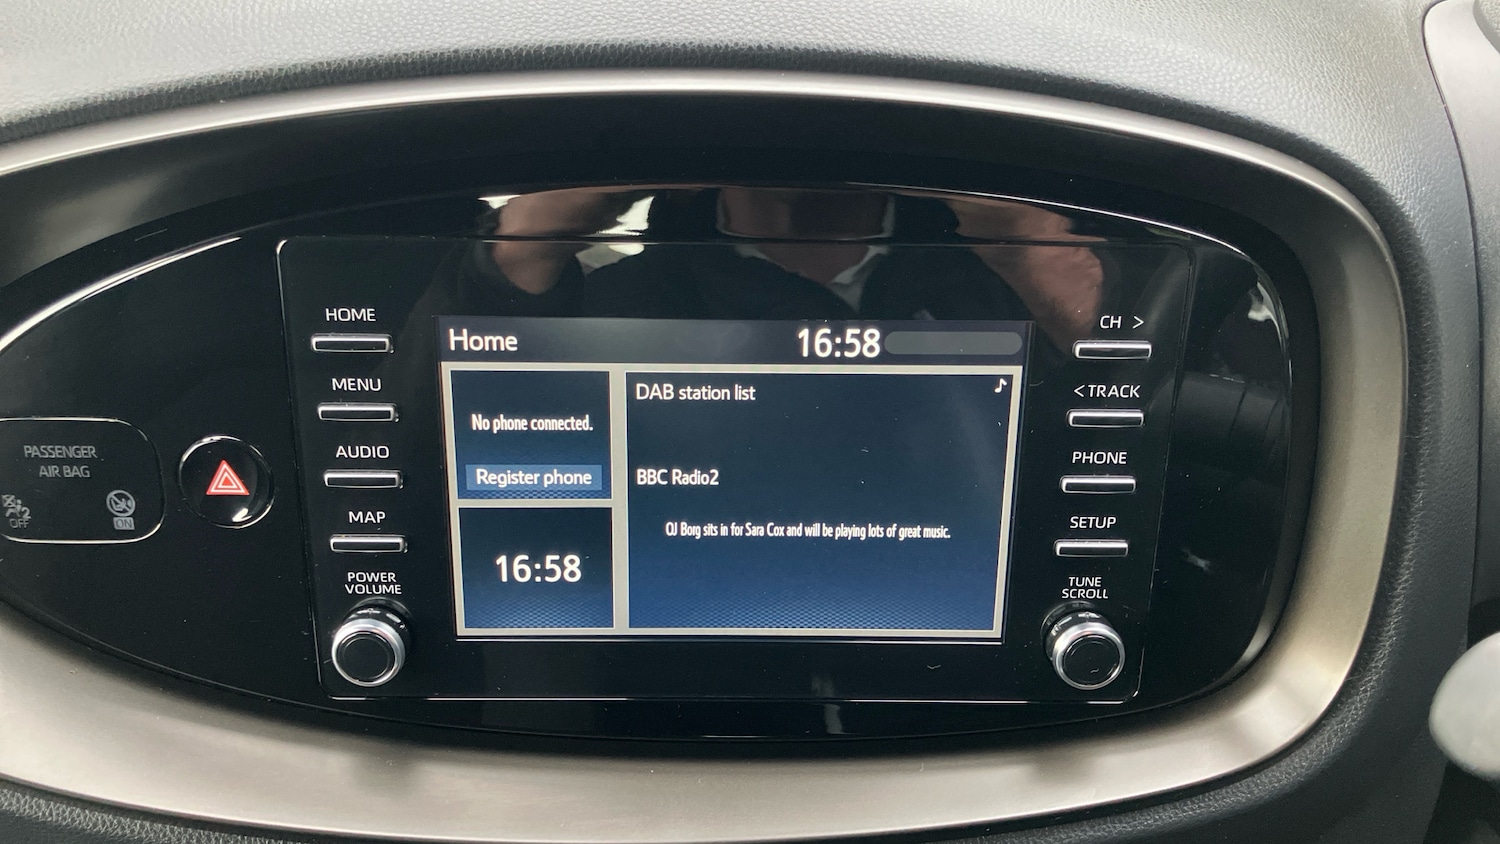 PASSENGER
AIR BAG
2
OFF
ON
HOME
MENU
AUDIO
MAP
POWER
VOLUME
Home
16:58
No phone connected.
Register phone
16:58
DAB station list
BBC Radio2
OJ Borg sits in for Sara Cox and will be playing lots of great music.
CH >
< TRACK
PHONE
SETUP
TUNE
SCROLL